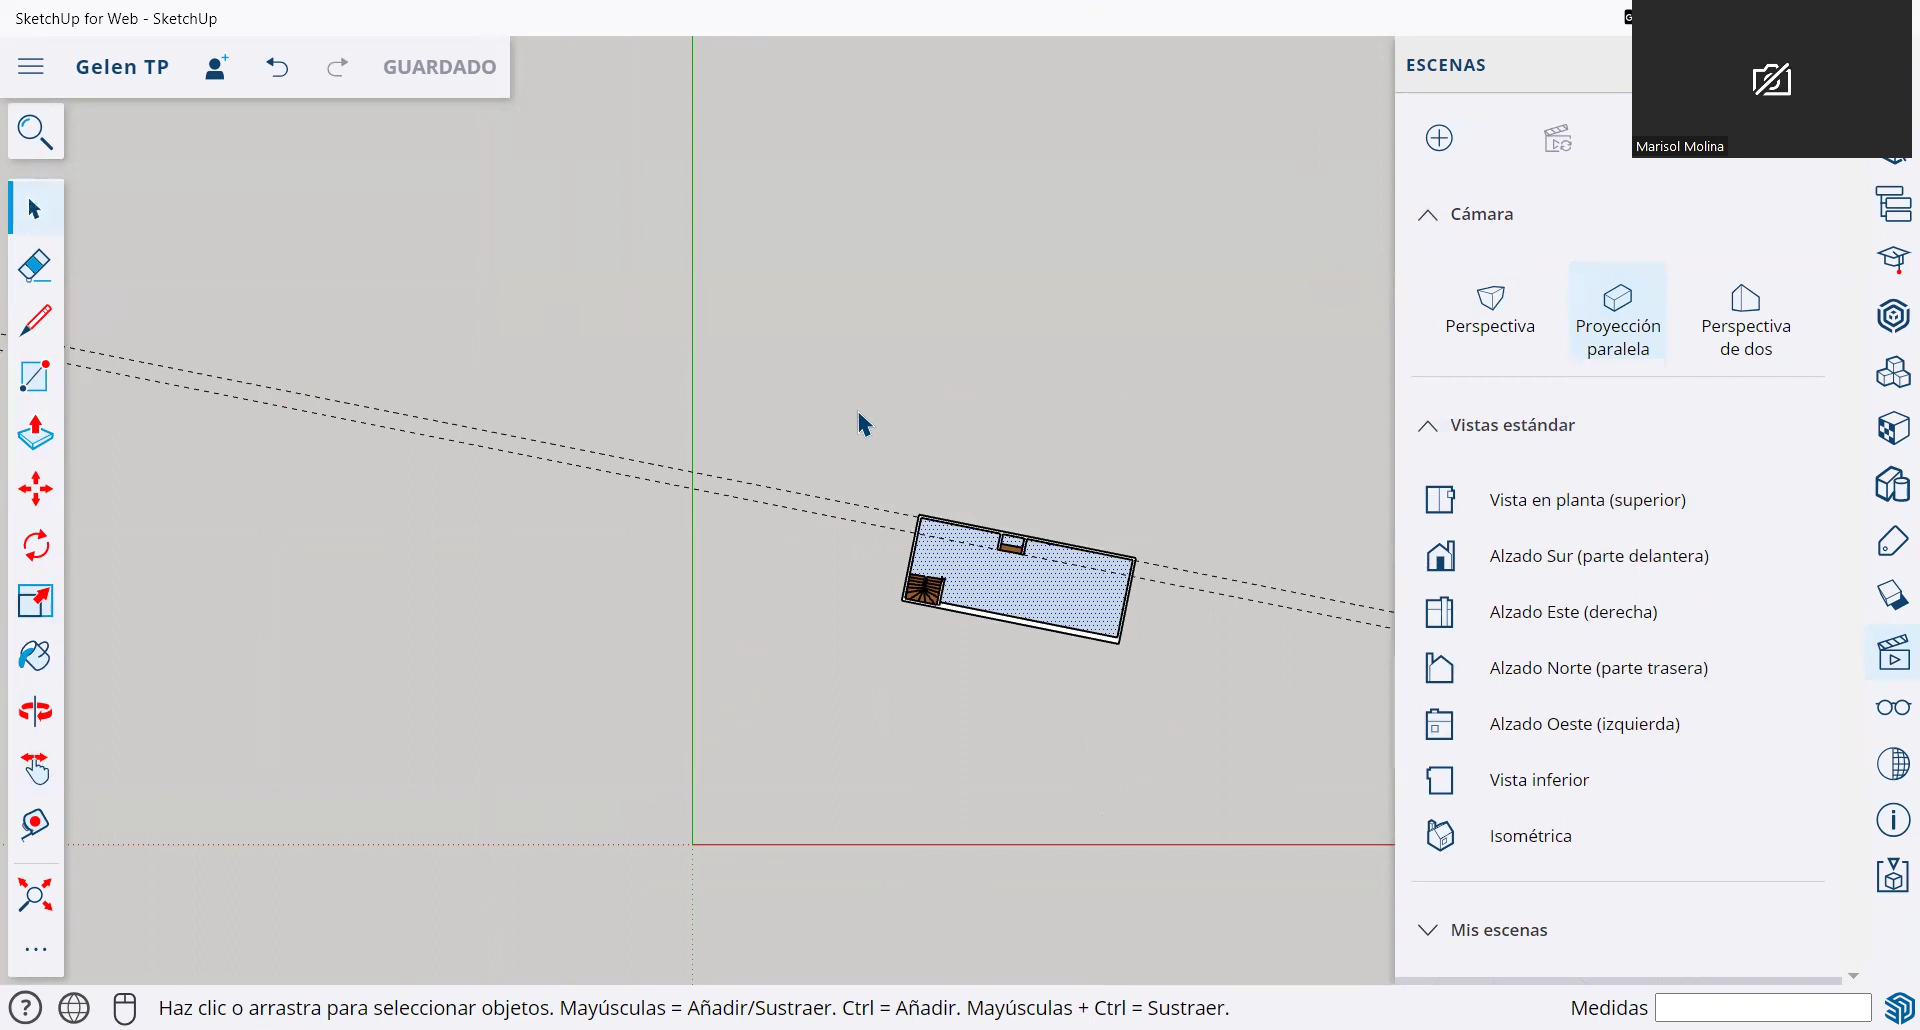 SketchUp for Web - SketchUp
Gelen TP
GUARDADO
ESCENAS
Marisol Molina
Cámara
Perspectiva
Proyección
paralela
Perspectiva
de dos
Vistas estándar
Vista en planta (superior)
Alzado Sur (parte delantera)
Alzado Este (derecha)
Alzado Norte (parte trasera)
Alzado Oeste (izquierda)
Vista inferior
Isométrica
Mis escenas
Haz clic o arrastra para seleccionar objetos. Mayúsculas = Añadir/Sustraer. Ctrl = Añadir. Mayúsculas + Ctrl = Sustraer.
Medidas